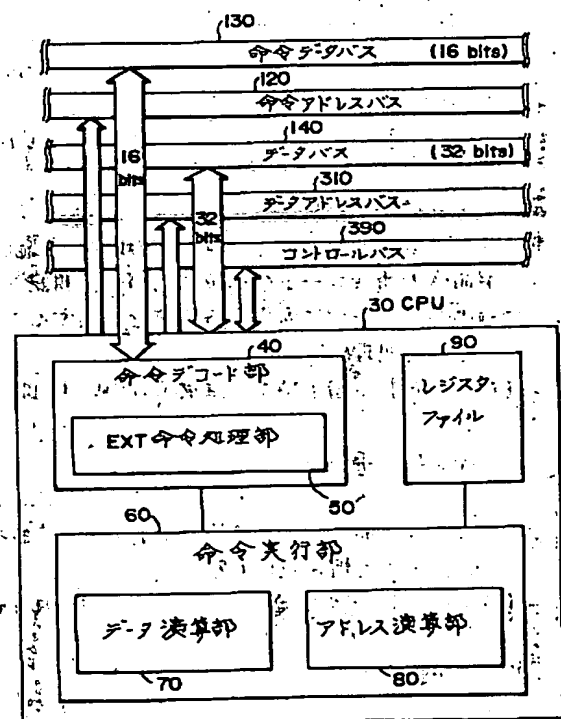 130
命令データバス (16 bits)
120
命令アドレスバス
140
データバス (32 bits)
310
データアドレスバス
390
コントロールバス
16 bits
32 bits
30 CPU
40
命令デコード部
EXT 命令処理部
50
90
レジスタ
ファイル
60
命令実行部
データ演算部
70
アドレス演算部
80